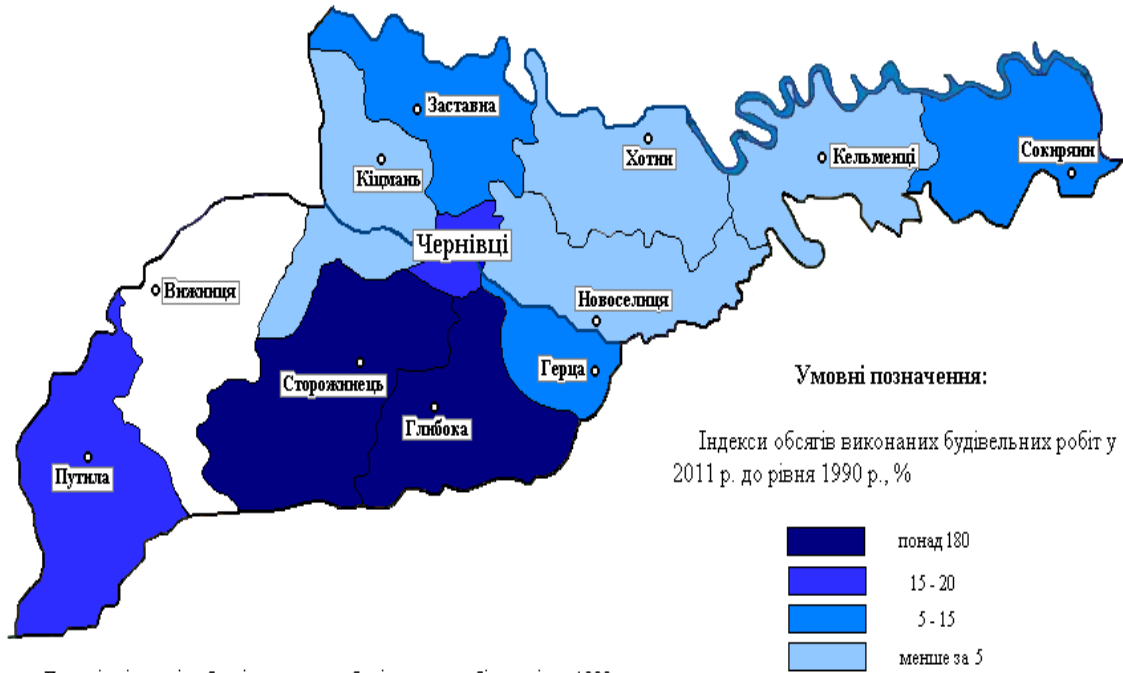 Заставна
Хотин
Кельменці
Сокиряни
Кіцмань
Чернівці
Вижниця
Новоселиця
Герца
Сторожинець
Глибока
Путила
Умовні позначення:
Індекси обсягів виконаних будівельних робіт у
2011 р. до рівня 1990 р., %
понад 180
15 - 20
5 - 15
менше за 5